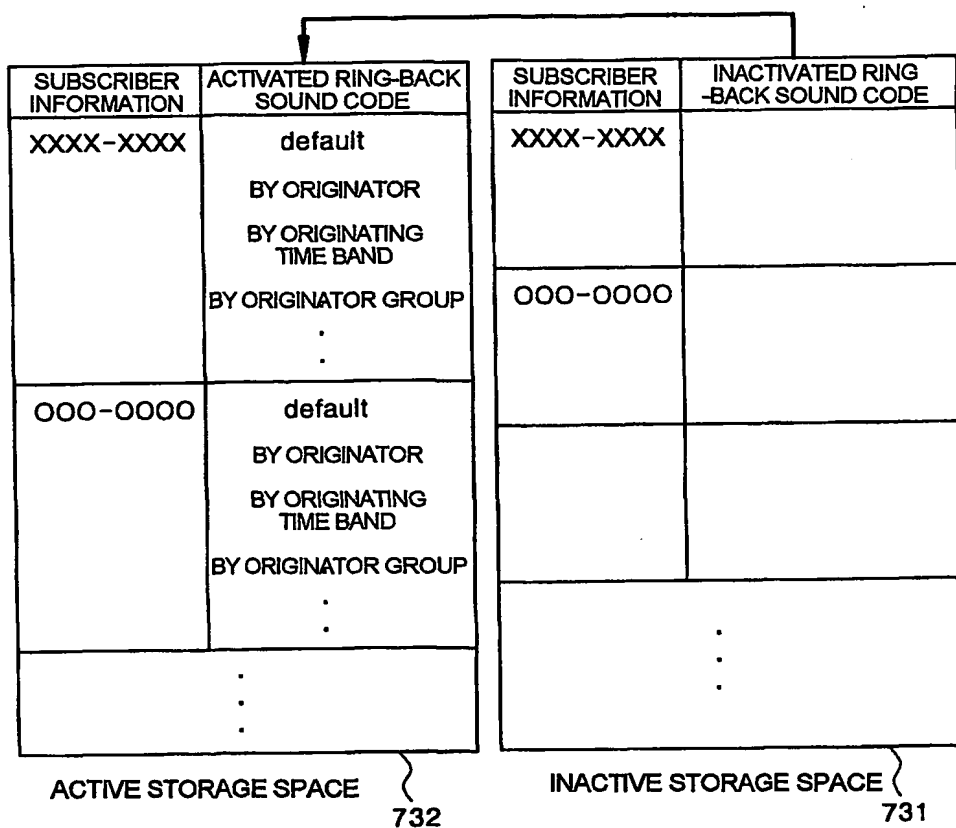 SUBSCRIBER INFORMATION
ACTIVATED RING-BACK SOUND CODE
XXXX-XXXX
default
BY ORIGINATOR
BY ORIGINATING
TIME BAND
BY ORIGINATOR GROUP
OOO-OOOO
default
BY ORIGINATOR
BY ORIGINATING
TIME BAND
BY ORIGINATOR GROUP
ACTIVE STORAGE SPACE
732
SUBSCRIBER INFORMATION
INACTIVATED RING
-BACK SOUND CODE
XXXX-XXXX
OOO-OOOO
INACTIVE STORAGE SPACE
731